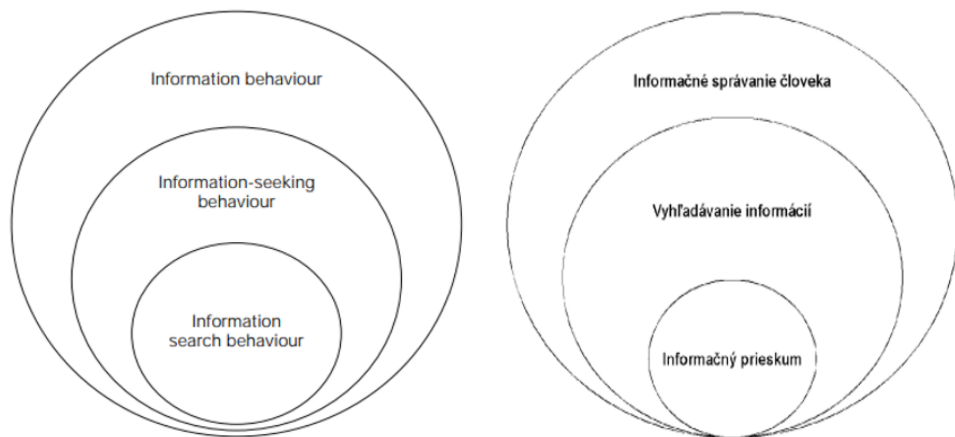 Information behaviour
Information-seeking
behaviour
Information
search behaviour
Informačné správanie človeka
Vyhľadávanie informácií
Informačný prieskum